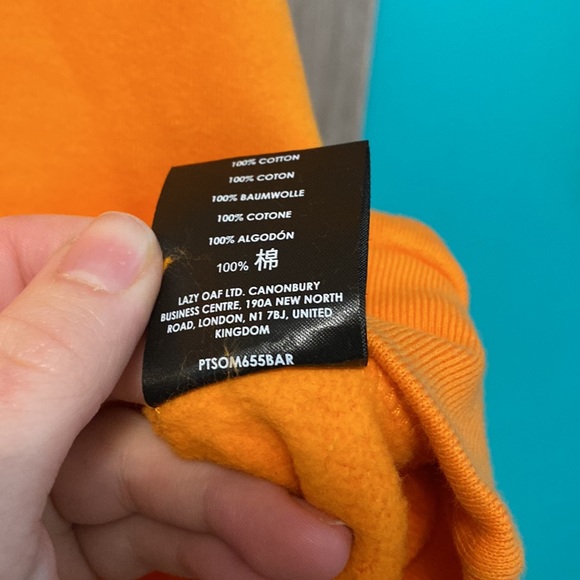 100% COTTON
100% COTON
100% BAUMWOLLE
100% COTONE
100% ALGODÓN
100% 棉
LAZY OAF LTD. CANONBURY
BUSINESS CENTRE, 190A NEW NORTH
ROAD, LONDON, N1 7BJ, UNITED
KINGDOM
PTSOM655BAR